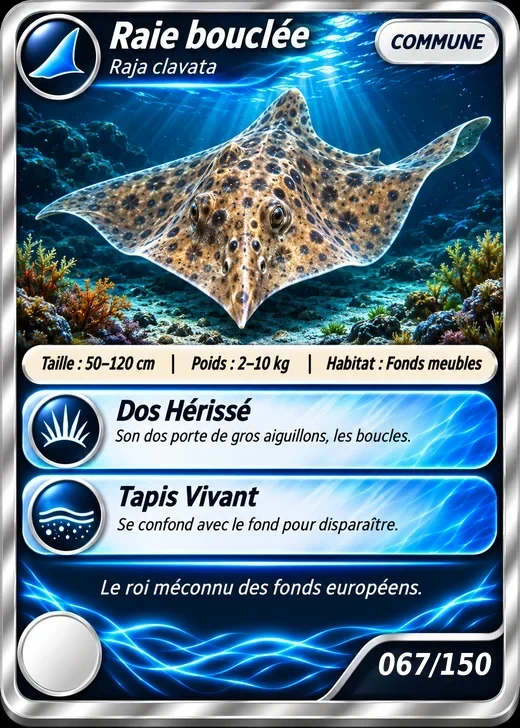 Raie bouclée
COMMUNE
Raja clavata
Taille : 50–120 cm | Poids : 2–10 kg | Habitat : Fonds meubles
Dos Hérissé
Son dos porte de gros aiguillons, les boucles.
Tapis Vivant
Se confond avec le fond pour disparaître.
Le roi méconnu des fonds européens.
067/150